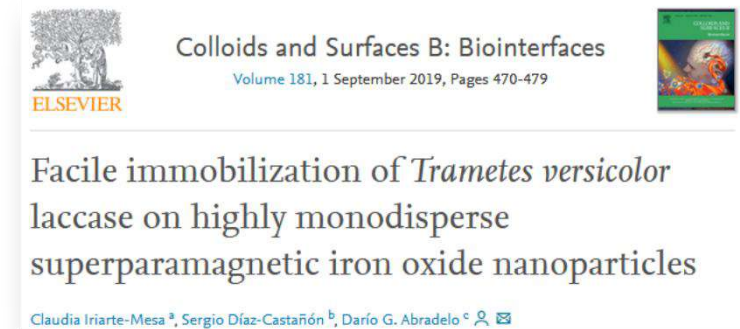 Colloids and Surfaces B: Biointerfaces
Volume 181, 1 September 2019, Pages 470-479
ELSEVIER
Facile immobilization of Trametes versicolor
laccase on highly monodisperse
superparamagnetic iron oxide nanoparticles
Claudia Iriarte-Mesa a, Sergio Díaz-Castañón b, Darío G. Abradelo c